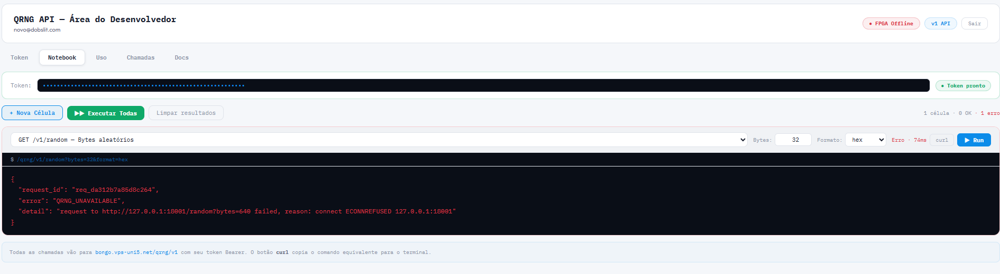 QRNG API — Área do Desenvolvedor
novo@dobslit.com
● FPGA Offline
v1 API
Sair
Token
Notebook
Uso
Chamadas
Docs
Token:
● Token pronto
+ Nova Célula
▶▶ Executar Todas
Limpar resultados
1 célula · 0 OK · 1 erro
GET /v1/random — Bytes aleatórios
Bytes: 32
Formato: hex
Erro · 74ms
curl
▶ Run
$ /qrng/v1/random?bytes=32&format=hex
{
"request_id": "req_da312b7a85d8c264",
"error": "QRNG_UNAVAILABLE",
"detail": "request to http://127.0.0.1:18001/random?bytes=640 failed, reason: connect ECONNREFUSED 127.0.0.1:18001"
}
Todas as chamadas vão para bongo.vps-uni5.net/qrng/v1 com seu token Bearer. O botão curl copia o comando equivalente para o terminal.